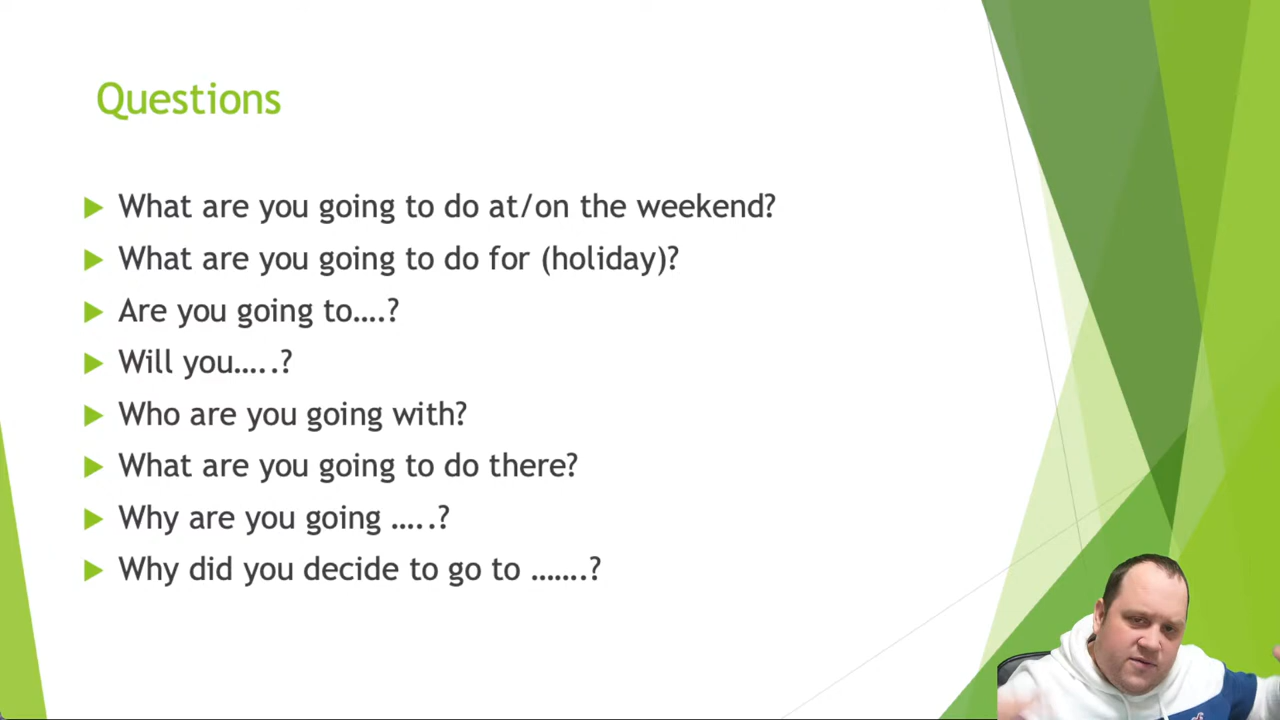 Questions
What are you going to do at/on the weekend?
What are you going to do for (holiday)?
Are you going to….?
Will you…..?
Who are you going with?
What are you going to do there?
Why are you going …..?
Why did you decide to go to …….?